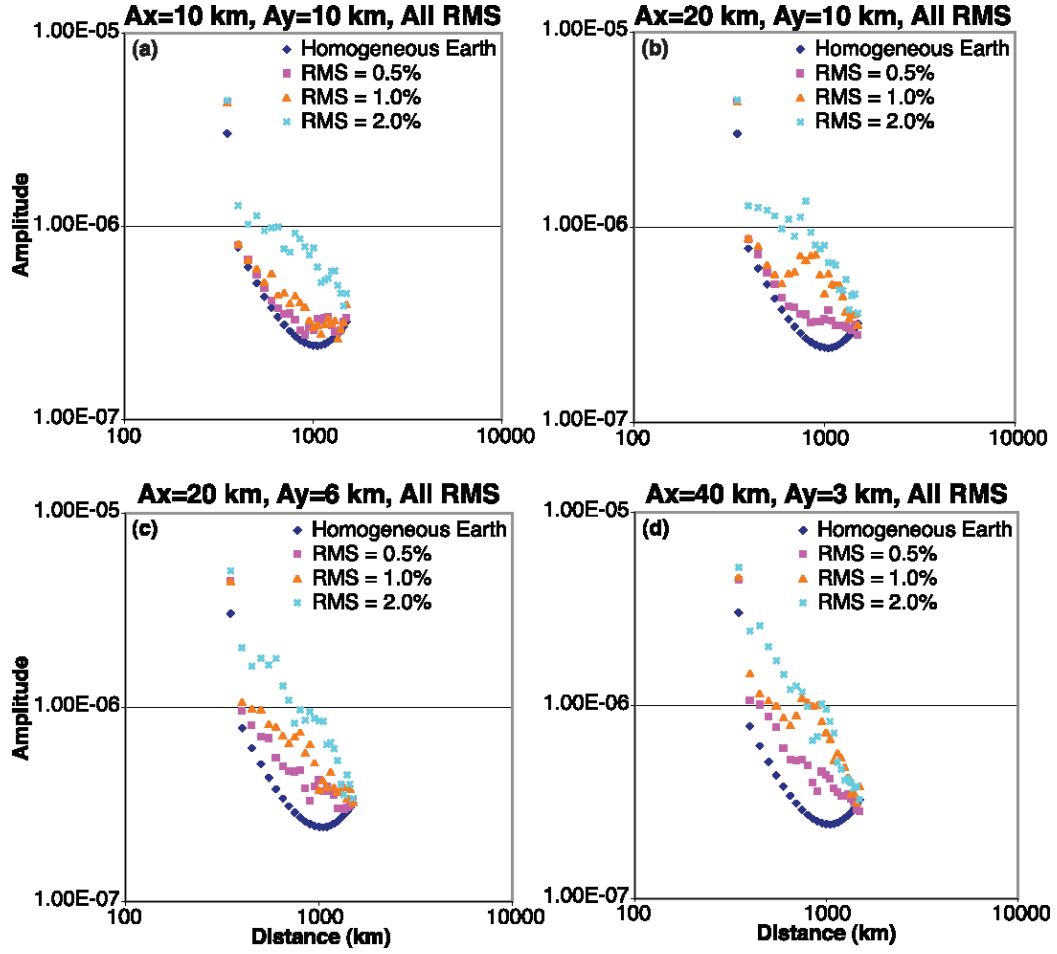 Ax=10 km, Ay=10 km, All RMS
1.00E-05
(a)
Homogeneous Earth
RMS = 0.5%
RMS = 1.0%
RMS = 2.0%
Amplitude
1.00E-06
1.00E-07
100
1000
10000
Ax=20 km, Ay=10 km, All RMS
1.00E-05
(b)
Homogeneous Earth
RMS = 0.5%
RMS = 1.0%
RMS = 2.0%
1.00E-06
1.00E-07
100
1000
10000
Ax=20 km, Ay=6 km, All RMS
1.00E-05
(c)
Homogeneous Earth
RMS = 0.5%
RMS = 1.0%
RMS = 2.0%
Amplitude
1.00E-06
1.00E-07
100
1000
10000
Distance (km)
Ax=40 km, Ay=3 km, All RMS
1.00E-05
(d)
Homogeneous Earth
RMS = 0.5%
RMS = 1.0%
RMS = 2.0%
1.00E-06
1.00E-07
100
1000
10000
Distance (km)